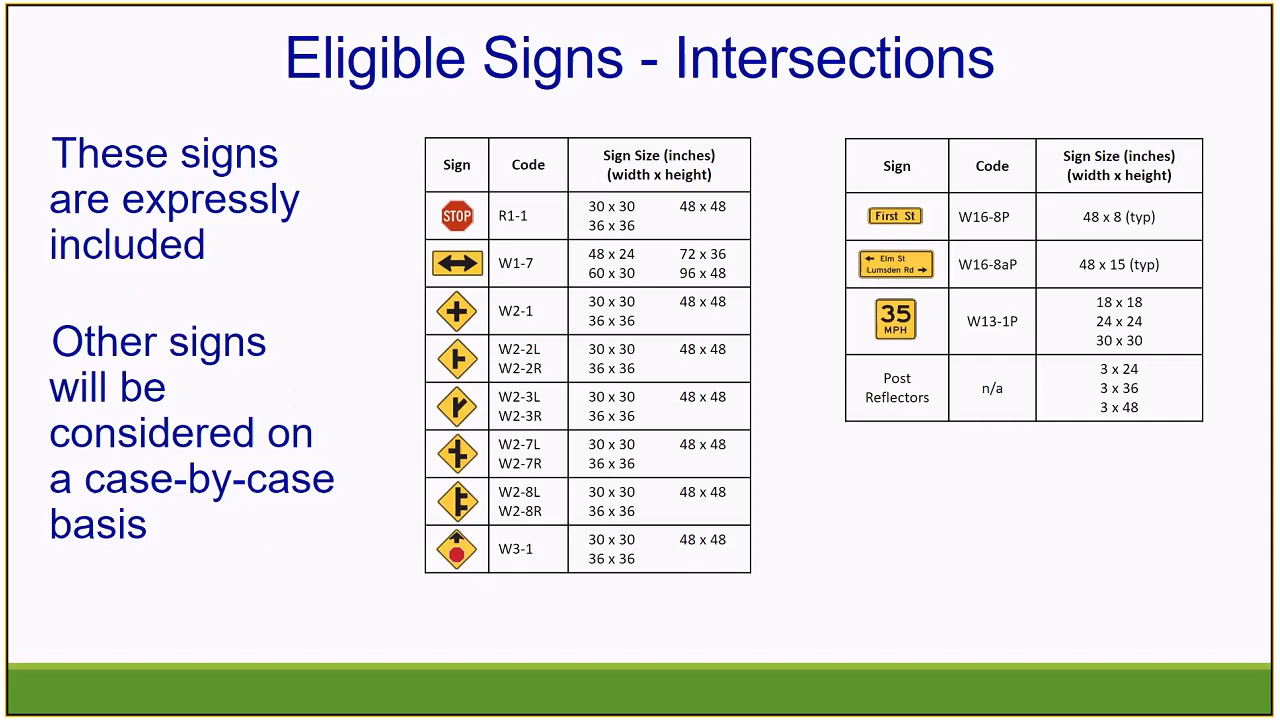 Eligible Signs - Intersections
These signs
are expressly
included
Other signs
will be
considered on
a case-by-case
basis
Sign Code Sign Size (inches)
(width x height)
STOP R1-1 30 x 30 48 x 48
36 x 36
W1-7 48 x 24 72 x 36
60 x 30 96 x 48
W2-1 30 x 30 48 x 48
36 x 36
W2-2L 30 x 30 48 x 48
W2-2R 36 x 36
W2-3L 30 x 30 48 x 48
W2-3R 36 x 36
W2-7L 30 x 30 48 x 48
W2-7R 36 x 36
W2-8L 30 x 30 48 x 48
W2-8R 36 x 36
W3-1 30 x 30 48 x 48
36 x 36
Sign Code Sign Size (inches)
(width x height)
First St W16-8P 48 x 8 (typ)
← Elm St
Lumsden Rd → W16-8aP 48 x 15 (typ)
35
MPH W13-1P 18 x 18
24 x 24
30 x 30
Post
Reflectors n/a 3 x 24
3 x 36
3 x 48